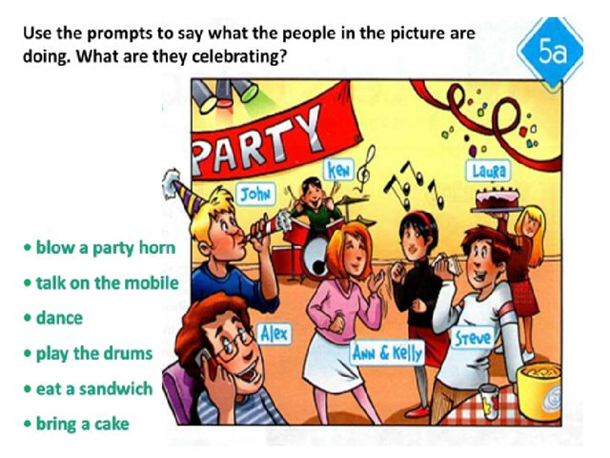 Use the prompts to say what the people in the picture are
doing. What are they celebrating?
5a
PARTY
Ken
Laura
John
• blow a party horn
• talk on the mobile
• dance
• play the drums
• eat a sandwich
• bring a cake
Alex
Ann & Kelly
Steve